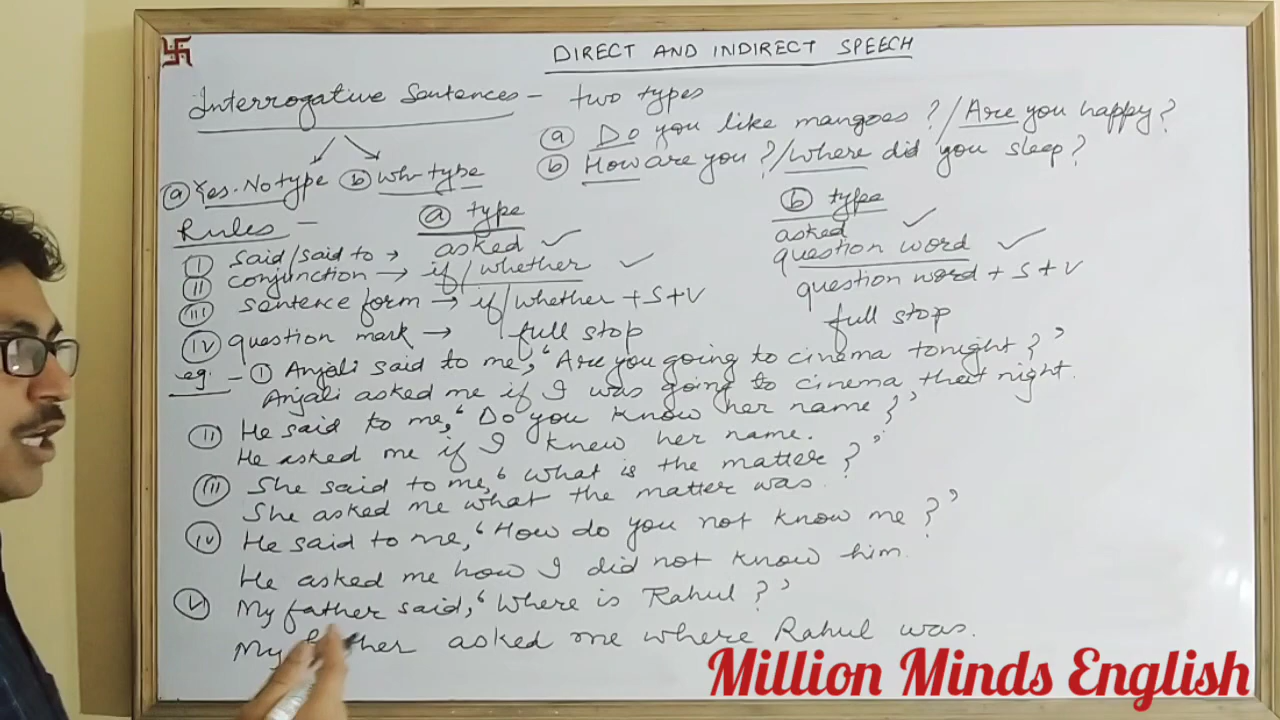 DIRECT AND INDIRECT SPEECH
Interrogative Sentences - two types
(a) Do you like mangoes ? / Are you happy ?
(b) How are you ? / Where did you sleep ?
(a) Yes-No type (b) Wh-type
Rules -
(a) type
(b) type
(I) said/said to → asked ✓ asked ✓
(II) conjunction → if/whether ✓ question word ✓
(III) sentence form → if/whether + S + V question word + S + V
(IV) question mark → full stop full stop
eg. - (I) Anjali said to me, 'Are you going to cinema tonight ?'
Anjali asked me if I was going to cinema that night.
(II) He said to me, 'Do you know her name ?'
He asked me if I knew her name.
(III) She said to me, 'What is the matter ?'
She asked me what the matter was.
(IV) He said to me, 'How do you not know me ?'
He asked me how I did not know him.
(V) My father said, 'Where is Rahul ?'
My father asked me where Rahul was.
Million Minds English